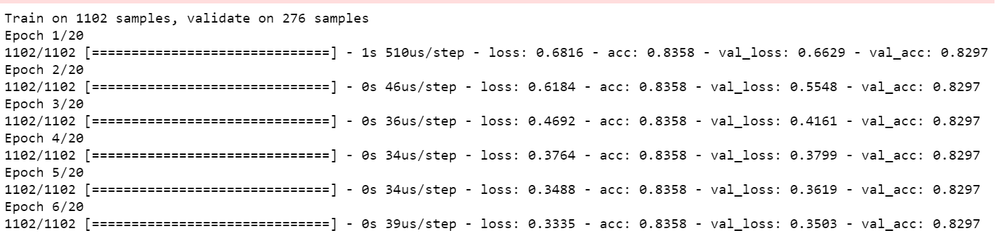 Train on 1102 samples, validate on 276 samples
Epoch 1/20
1102/1102 [==============================] - 1s 510us/step - loss: 0.6816 - acc: 0.8358 - val_loss: 0.6629 - val_acc: 0.8297
Epoch 2/20
1102/1102 [==============================] - 0s 46us/step - loss: 0.6184 - acc: 0.8358 - val_loss: 0.5548 - val_acc: 0.8297
Epoch 3/20
1102/1102 [==============================] - 0s 36us/step - loss: 0.4692 - acc: 0.8358 - val_loss: 0.4161 - val_acc: 0.8297
Epoch 4/20
1102/1102 [==============================] - 0s 34us/step - loss: 0.3764 - acc: 0.8358 - val_loss: 0.3799 - val_acc: 0.8297
Epoch 5/20
1102/1102 [==============================] - 0s 34us/step - loss: 0.3488 - acc: 0.8358 - val_loss: 0.3619 - val_acc: 0.8297
Epoch 6/20
1102/1102 [==============================] - 0s 39us/step - loss: 0.3335 - acc: 0.8358 - val_loss: 0.3503 - val_acc: 0.8297